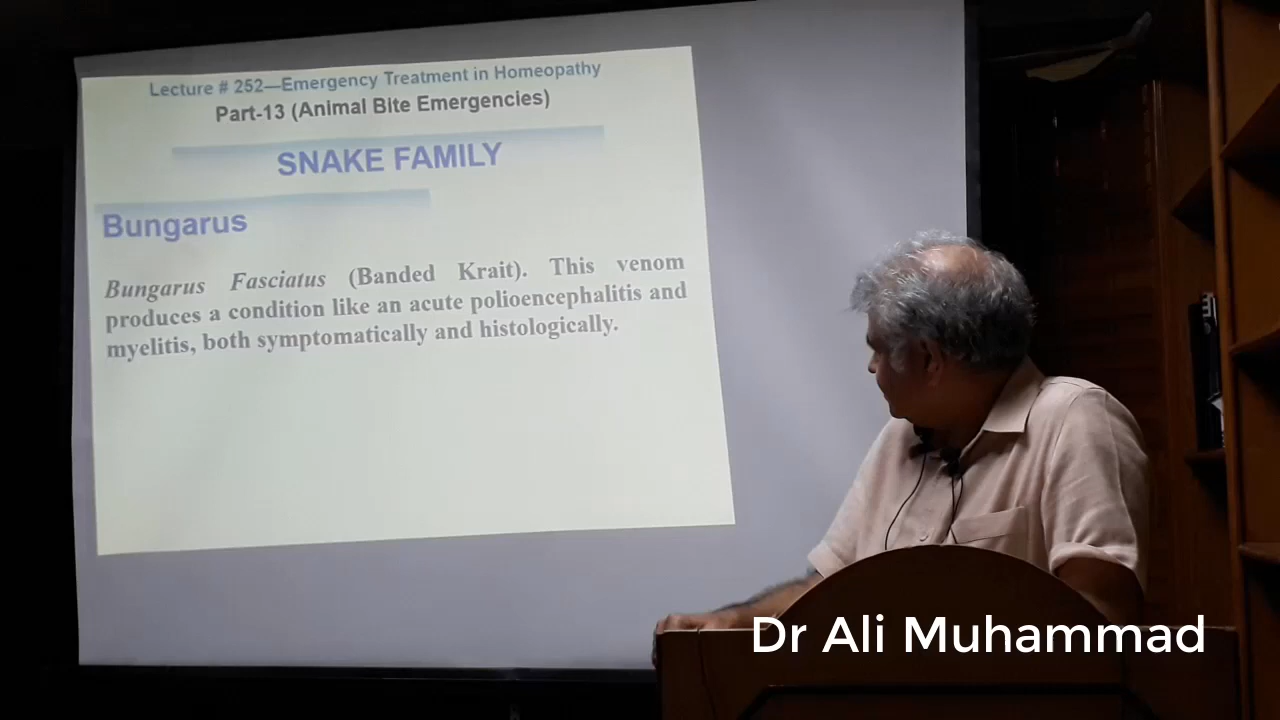 Lecture # 252—Emergency Treatment in Homeopathy
Part-13 (Animal Bite Emergencies)
SNAKE FAMILY
Bungarus
Bungarus Fasciatus (Banded Krait). This venom
produces a condition like an acute polioencephalitis and
myelitis, both symptomatically and histologically.
Dr Ali Muhammad